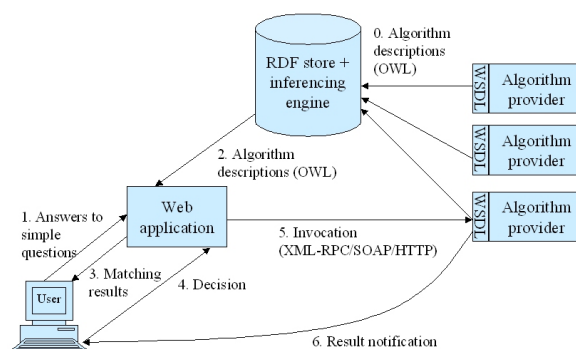 0. Algorithm
descriptions
(OWL)
RDF store +
inferencing
engine
WSDL
Algorithm
provider
WSDL
Algorithm
provider
WSDL
Algorithm
provider
2. Algorithm
descriptions (OWL)
1. Answers to
simple
questions
Web
application
5. Invocation
(XML-RPC/SOAP/HTTP)
3. Matching
results
4. Decision
User
6. Result notification